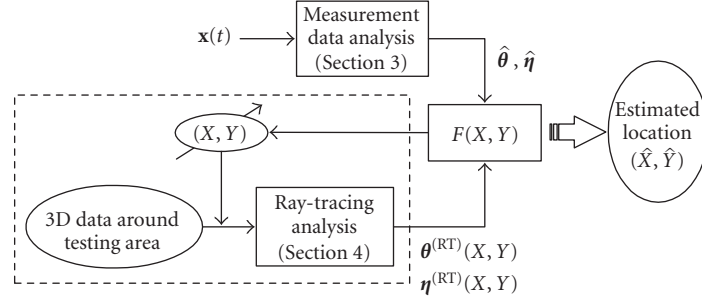 x(t)
Measurement
data analysis
(Section 3)
θ̂ , η̂
(X, Y)
F(X, Y)
Estimated
location
(X̂, Ŷ)
3D data around
testing area
Ray-tracing
analysis
(Section 4)
θ^(RT)(X, Y)
η^(RT)(X, Y)